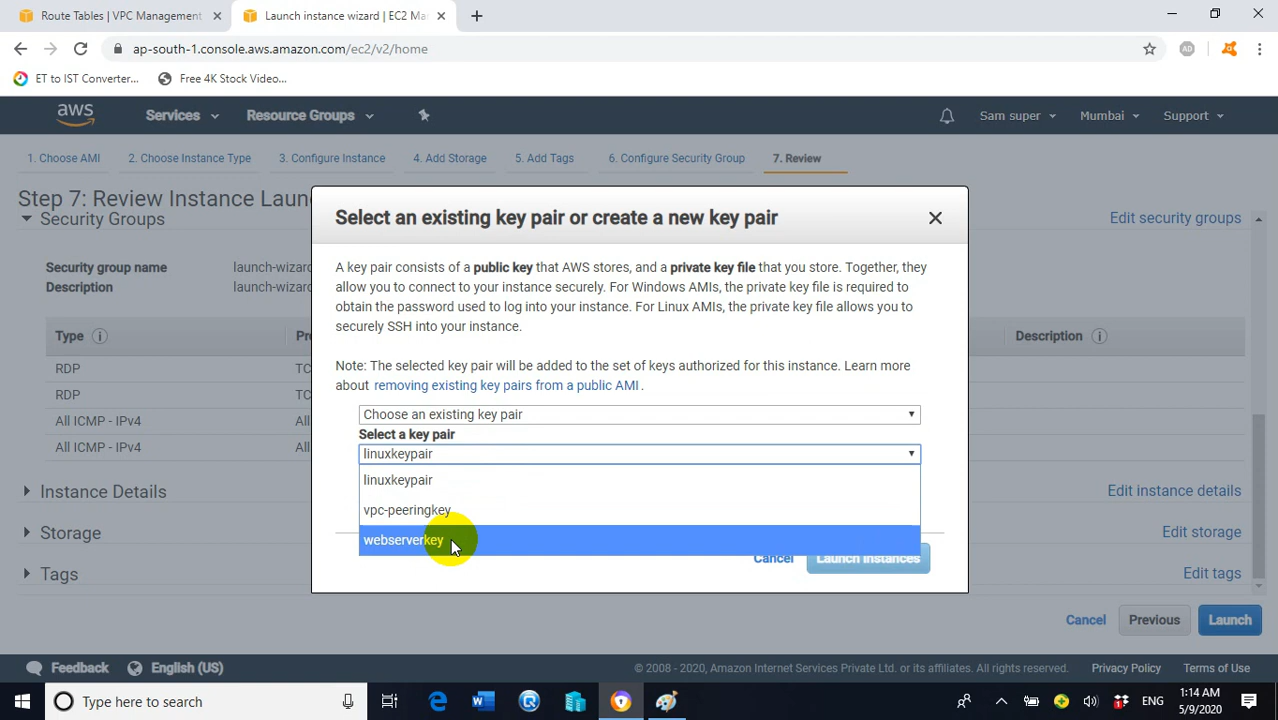 Route Tables | VPC Management
Launch instance wizard | EC2 Ma
ap-south-1.console.aws.amazon.com/ec2/v2/home
AD
ET to IST Converter...
Free 4K Stock Video...
aws
Services
Resource Groups
Sam super
Mumbai
Support
1. Choose AMI
2. Choose Instance Type
3. Configure Instance
4. Add Storage
5. Add Tags
6. Configure Security Group
7. Review
Step 7: Review Instance Laun
Security Groups
Edit security groups
Security group name
launch-wizar
Description
launch-wizar
Type
Pr
Description
RDP
TC
RDP
TC
All ICMP - IPv4
All
All ICMP - IPv4
All
Instance Details
Edit instance details
Storage
Edit storage
Tags
Edit tags
Select an existing key pair or create a new key pair
A key pair consists of a public key that AWS stores, and a private key file that you store. Together, they
allow you to connect to your instance securely. For Windows AMIs, the private key file is required to
obtain the password used to log into your instance. For Linux AMIs, the private key file allows you to
securely SSH into your instance.
Note: The selected key pair will be added to the set of keys authorized for this instance. Learn more
about removing existing key pairs from a public AMI.
Choose an existing key pair
Select a key pair
linuxkeypair
linuxkeypair
vpc-peeringkey
webserverkey
Cancel
Launch Instances
Cancel
Previous
Launch
Feedback
English (US)
© 2008 - 2020, Amazon Internet Services Private Ltd. or its affiliates. All rights reserved.
Privacy Policy
Terms of Use
Type here to search
ENG
1:14 AM
5/9/2020